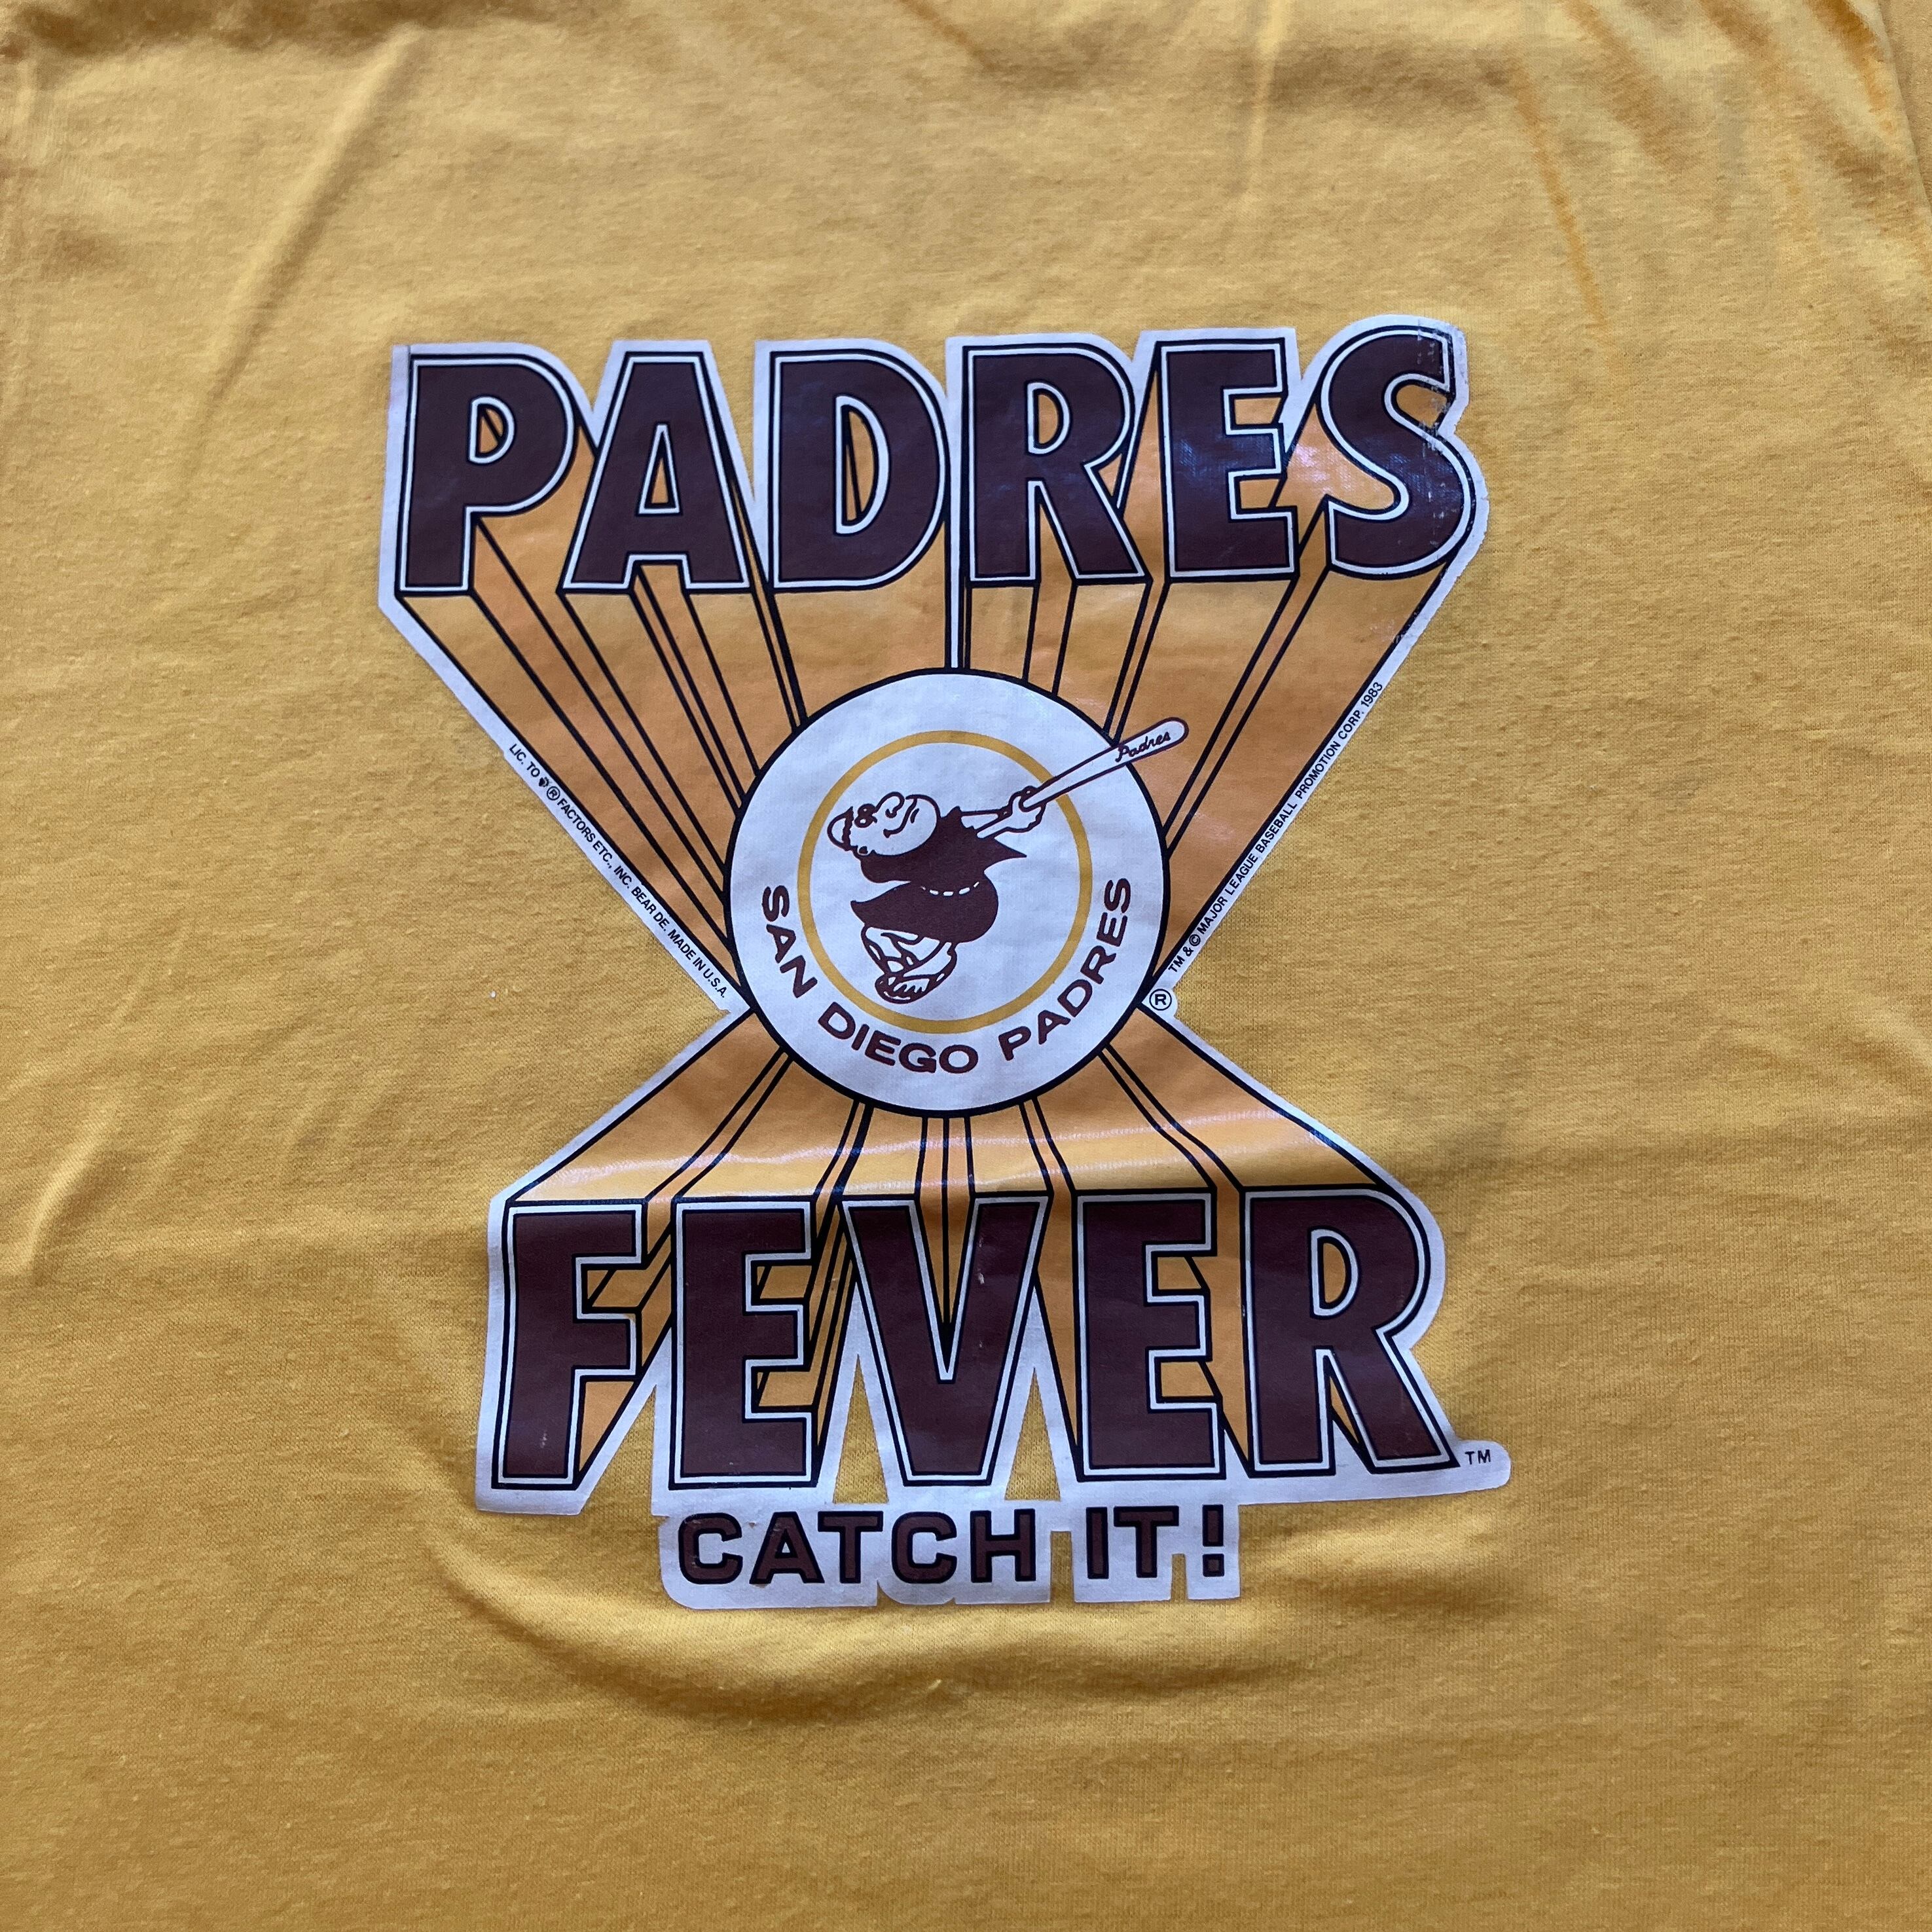 PADRES
Padres
SAN DIEGO PADRES
LIC. TO ® FACTORS ETC., INC. BEAR DE. MADE IN U.S.A.
TM & © MAJOR LEAGUE BASEBALL PROMOTION CORP. 1983
®
FEVER TM
CATCH IT!